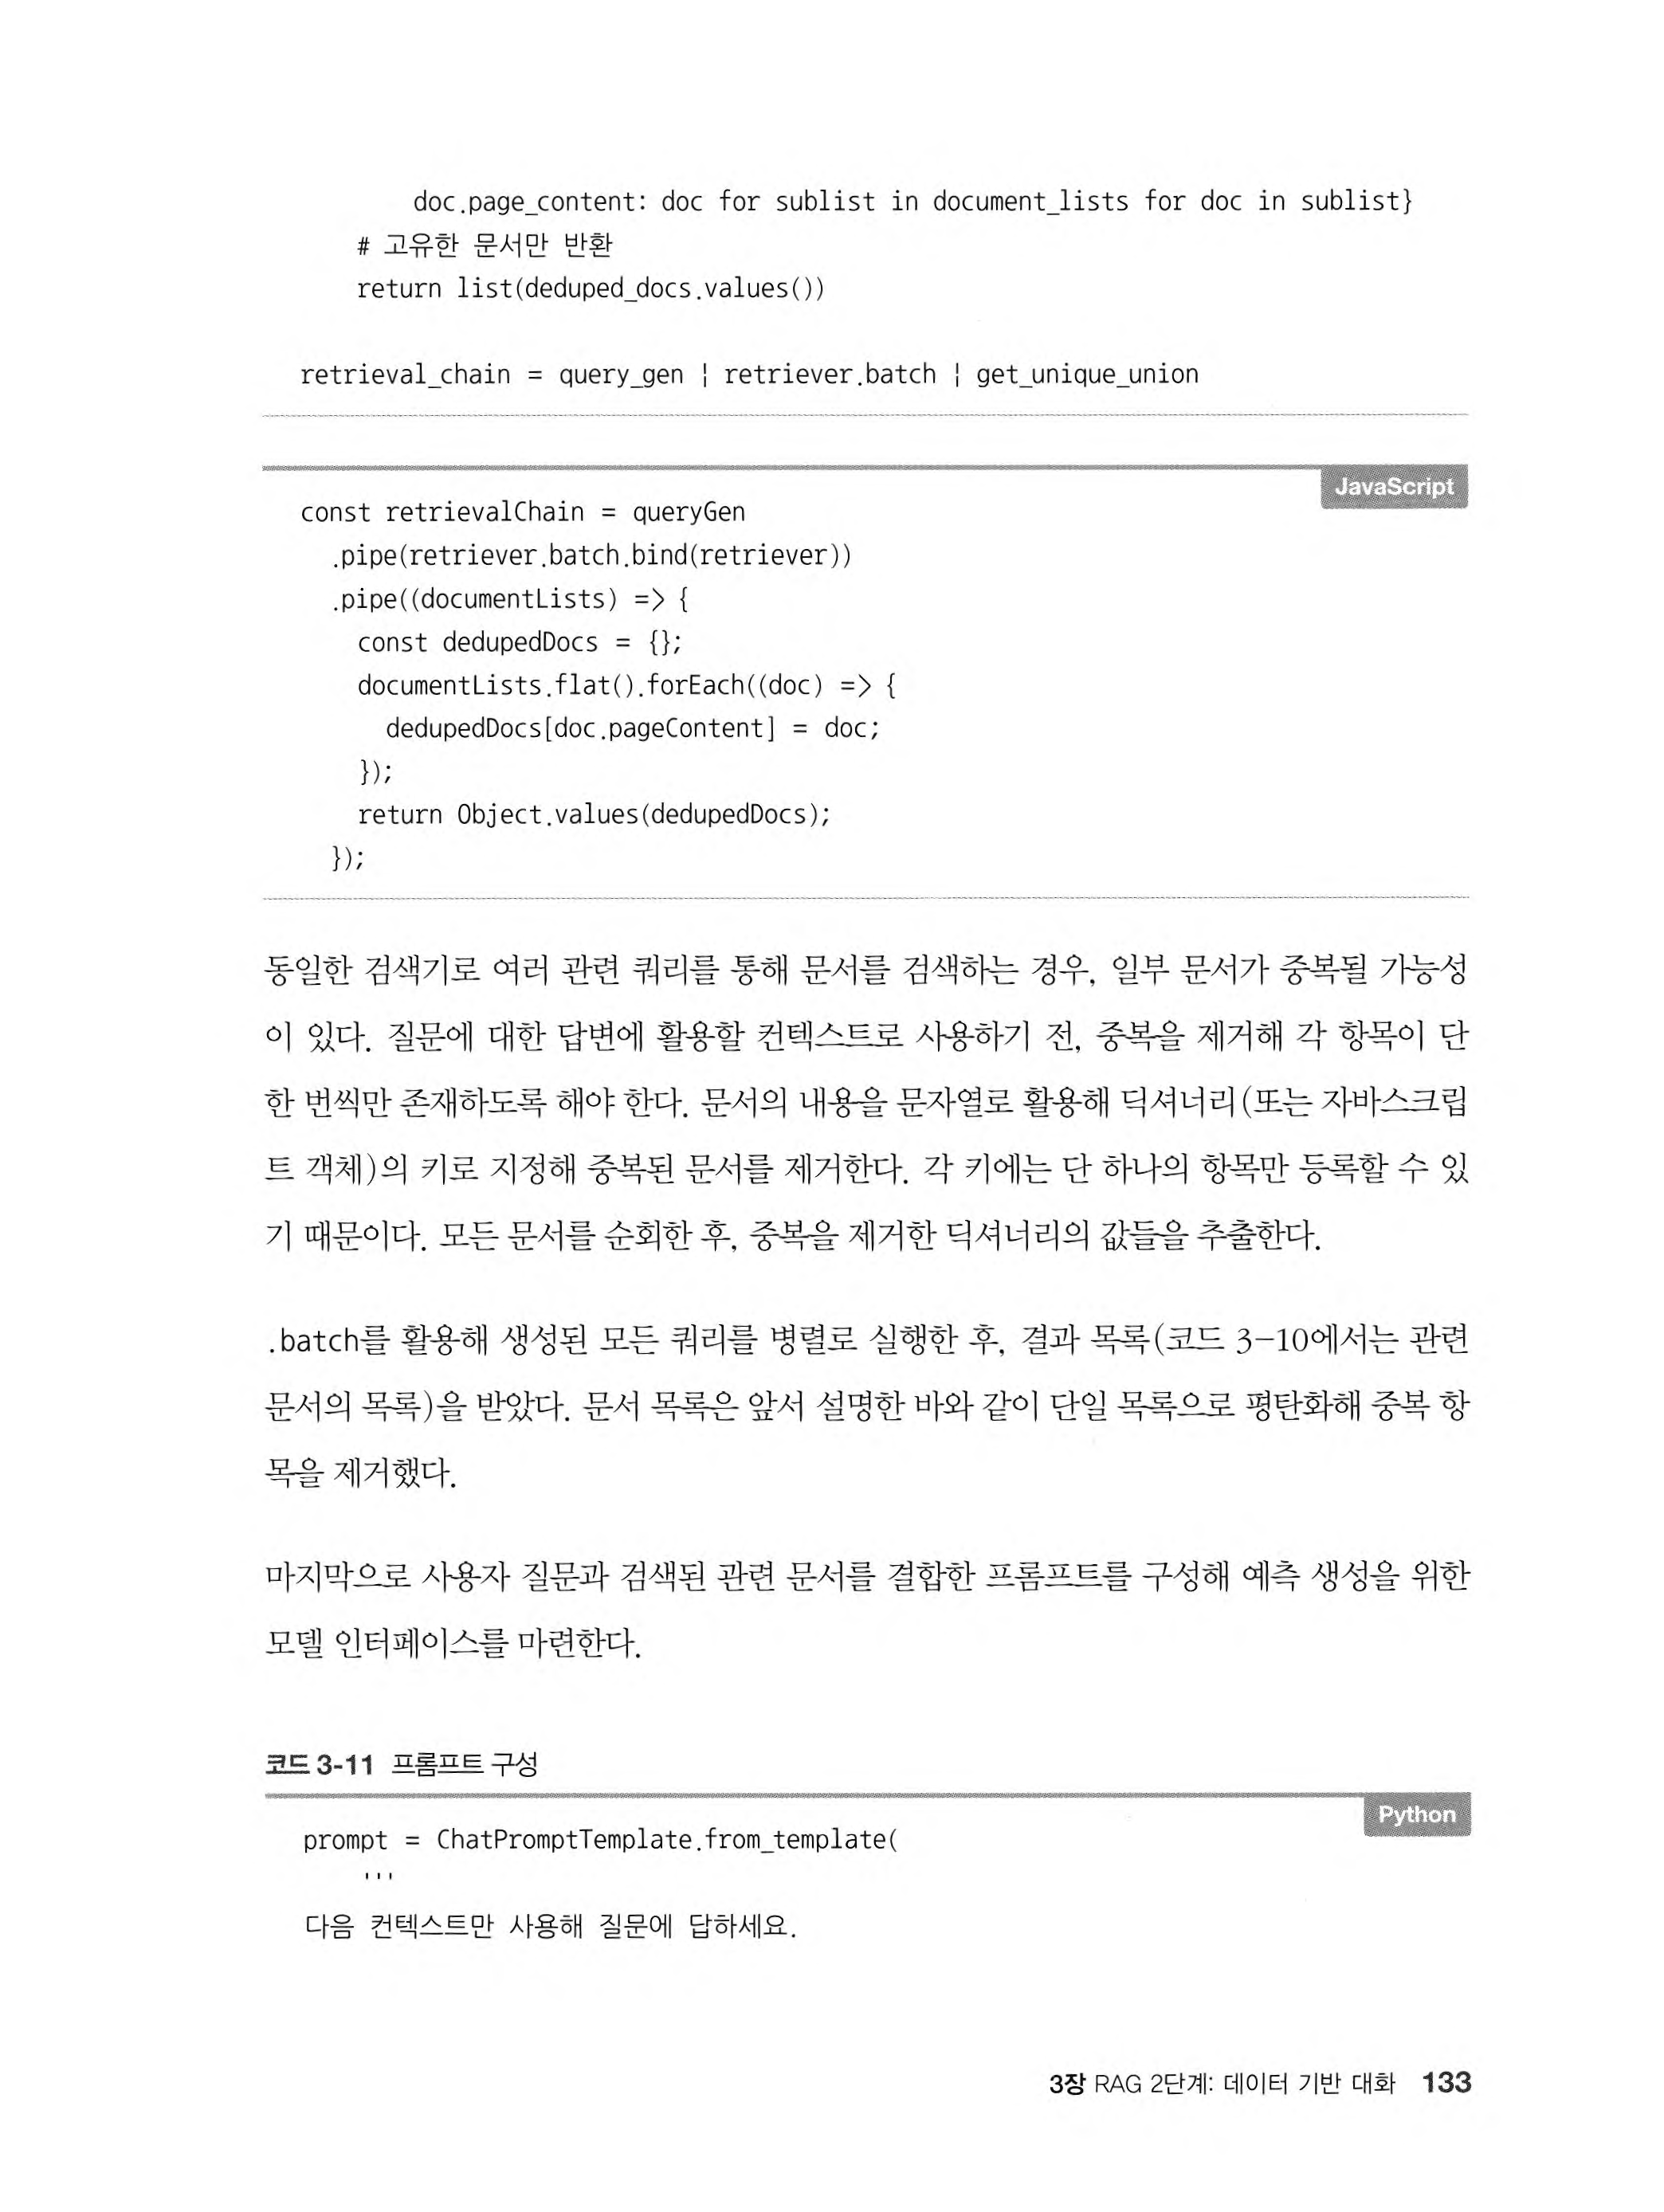 doc.page_content: doc for sublist in document_lists for doc in sublist}
# 고유한 문서만 반환
return list(deduped_docs.values())
retrieval_chain = query_gen | retriever.batch | get_unique_union
JavaScript
const retrievalChain = queryGen
.pipe(retriever.batch.bind(retriever))
.pipe((documentLists) => {
const dedupedDocs = {};
documentLists.flat().forEach((doc) => {
dedupedDocs[doc.pageContent] = doc;
});
return Object.values(dedupedDocs);
});
동일한 검색기로 여러 관련 쿼리를 통해 문서를 검색하는 경우, 일부 문서가 중복될 가능성
이 있다. 질문에 대한 답변에 활용할 컨텍스트로 사용하기 전, 중복을 제거해 각 항목이 단
한 번씩만 존재하도록 해야 한다. 문서의 내용을 문자열로 활용해 딕셔너리(또는 자바스크립
트 객체)의 키로 지정해 중복된 문서를 제거한다. 각 키에는 단 하나의 항목만 등록할 수 있
기 때문이다. 모든 문서를 순회한 후, 중복을 제거한 딕셔너리의 값들을 추출한다.
.batch를 활용해 생성된 모든 쿼리를 병렬로 실행한 후, 결과 목록(코드 3-10에서는 관련
문서의 목록)을 받았다. 문서 목록은 앞서 설명한 바와 같이 단일 목록으로 평탄화해 중복 항
목을 제거했다.
마지막으로 사용자 질문과 검색된 관련 문서를 결합한 프롬프트를 구성해 예측 생성을 위한
모델 인터페이스를 마련한다.
코드 3-11 프롬프트 구성
Python
prompt = ChatPromptTemplate.from_template(
'''
다음 컨텍스트만 사용해 질문에 답하세요.
3장 RAG 2단계: 데이터 기반 대화 133